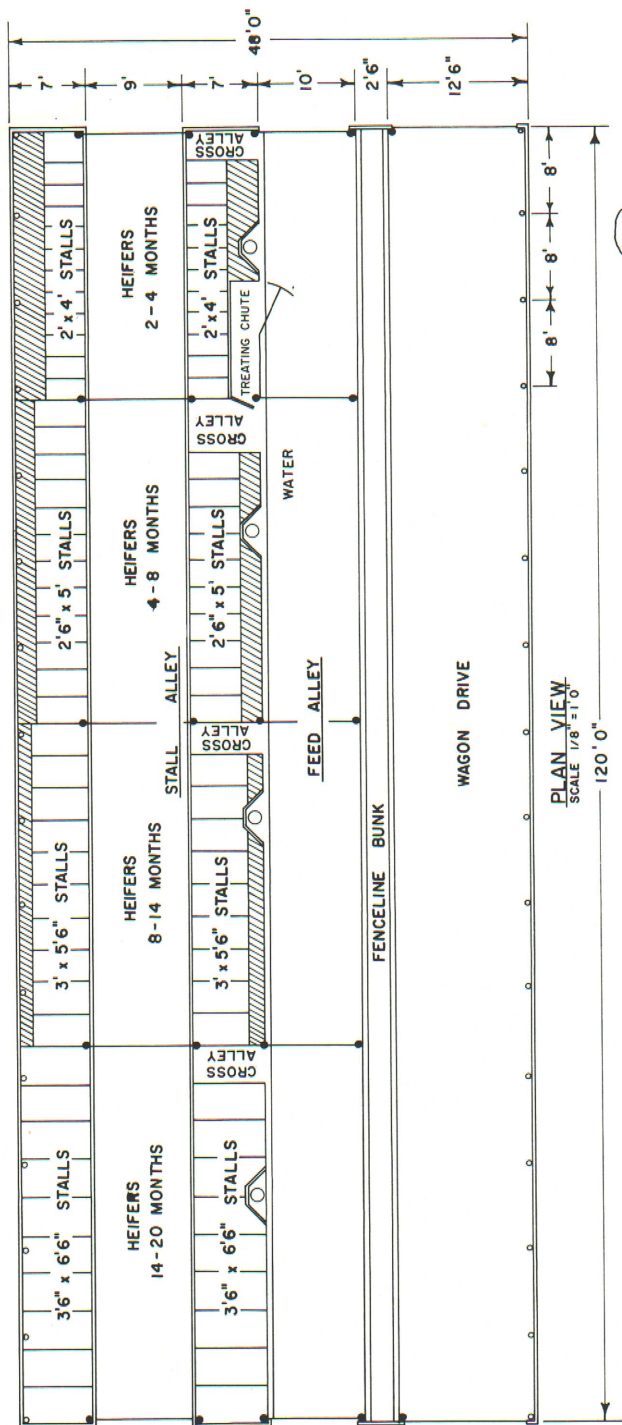 48'0"
7'
9'
7'
10'
2'6"
12'6"
3'6" x 6'6" STALLS
3' x 5'6" STALLS
2'6" x 5' STALLS
2' x 4' STALLS
HEIFERS
14-20 MONTHS
HEIFERS
8-14 MONTHS
HEIFERS
4-8 MONTHS
HEIFERS
2-4 MONTHS
STALL ALLEY
3'6" x 6'6" STALLS
CROSS
ALLEY
3' x 5'6" STALLS
CROSS
ALLEY
2'6" x 5' STALLS
CROSS
ALLEY
2' x 4' STALLS
CROSS
ALLEY
TREATING CHUTE
WATER
FEED ALLEY
FENCELINE BUNK
WAGON DRIVE
8'
8'
8'
PLAN VIEW
SCALE 1/8" = 1'0"
120'0"